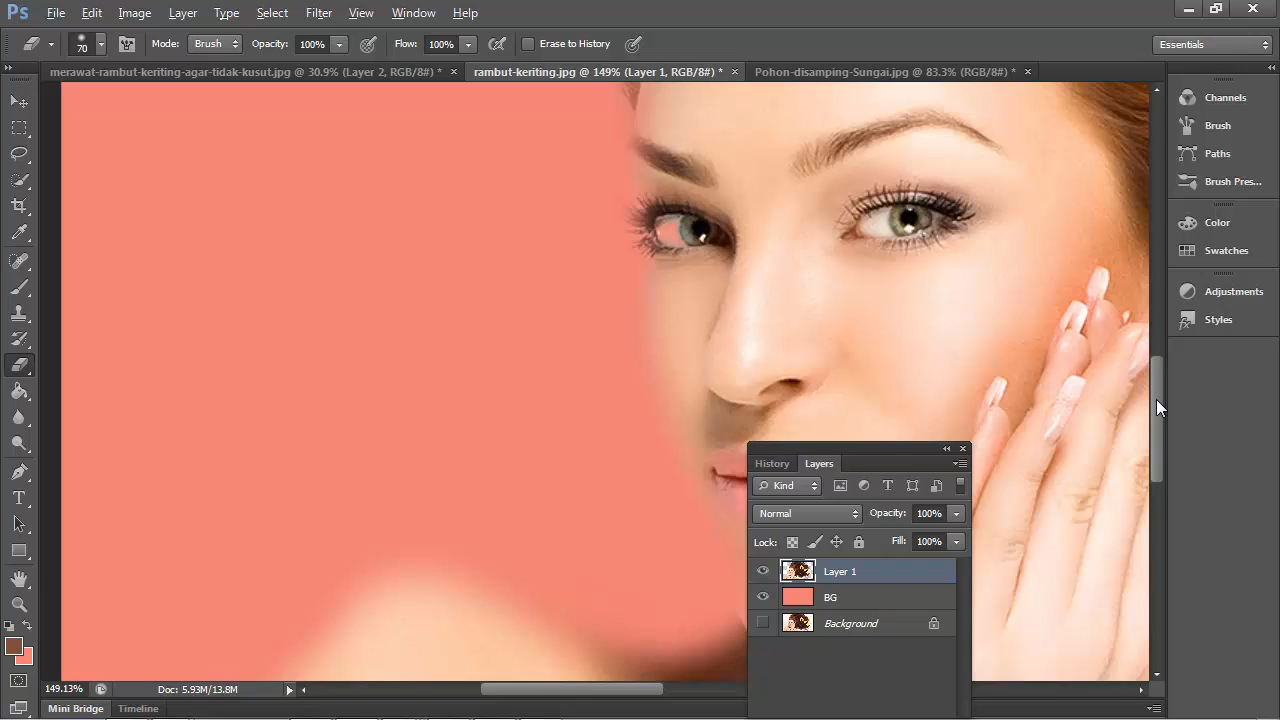 Ps File Edit Image Layer Type Select Filter View Window Help
70 Mode: Brush Opacity: 100% Flow: 100% Erase to History Essentials
merawat-rambut-keriting-agar-tidak-kusut.jpg @ 30.9% (Layer 2, RGB/8#) * × rambut-keriting.jpg @ 149% (Layer 1, RGB/8#) * × Pohon-disamping-Sungai.jpg @ 83.3% (RGB/8#) * ×
Channels
Brush
Paths
Brush Pres...
Color
Swatches
Adjustments
Styles
History Layers
Kind
Normal Opacity: 100%
Lock: Fill: 100%
Layer 1
BG
Background
149.13% Doc: 5.93M/13.8M
Mini Bridge Timeline